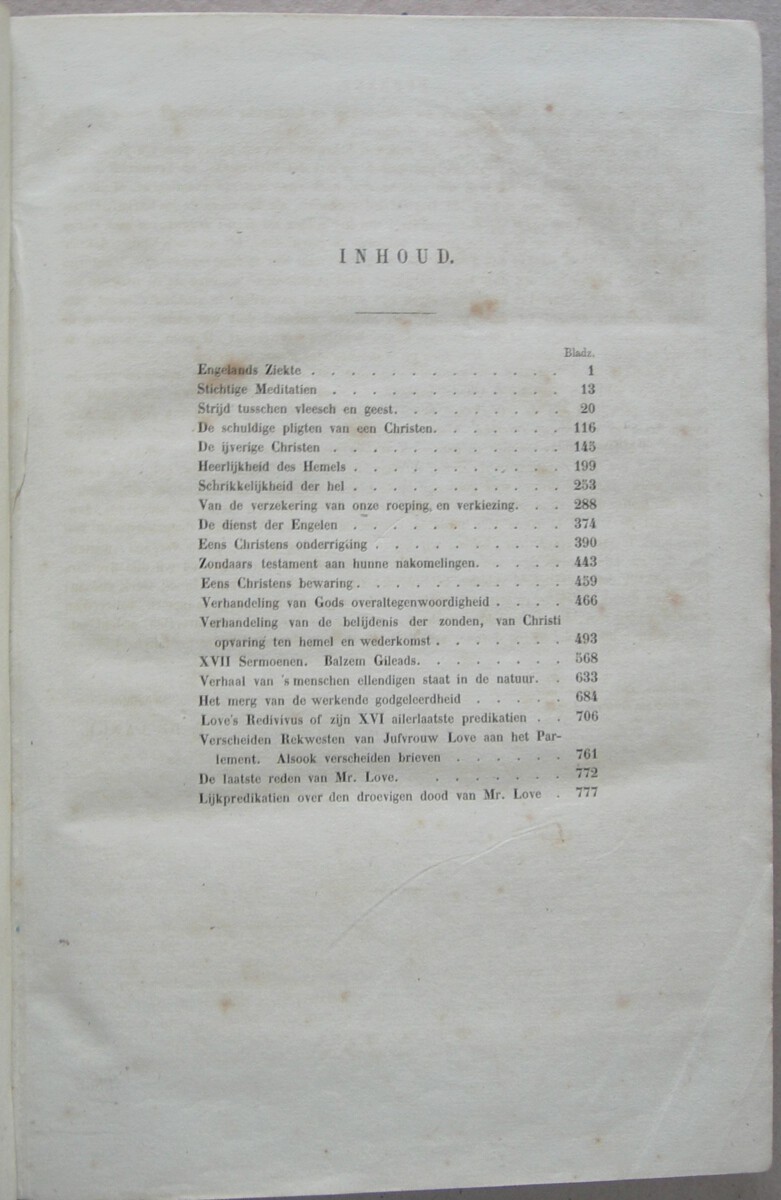 INHOUD.
Bladz.
Engelands Ziekte . . . . . . . . . . . . . 1
Stichtige Meditatien . . . . . . . . . . . . 13
Strijd tusschen vleesch en geest. . . . . . . . . 20
De schuldige pligten van een Christen. . . . . . . 116
De ijverige Christen . . . . . . . . . . . . 145
Heerlijkheid des Hemels . . . . . . . . . . . 199
Schrikkelijkheid der hel . . . . . . . . . . . 253
Van de verzekering van onze roeping, en verkiezing. . . 288
De dienst der Engelen . . . . . . . . . . . 374
Eens Christens onderrigting . . . . . . . . . . 390
Zondaars testament aan hunne nakomelingen. . . . . 443
Eens Christens bewaring. . . . . . . . . . . 459
Verhandeling van Gods overaltegenwoordigheid . . . . 466
Verhandeling van de belijdenis der zonden, van Christi
opvaring ten hemel en wederkomst . . . . . . . 493
XVII Sermoenen. Balzem Gileads. . . . . . . . 568
Verhaal van 's menschen ellendigen staat in de natuur. . 633
Het merg van de werkende godgeleerdheid . . . . . 684
Love's Redivivus of zijn XVI allerlaatste predikatien . . 706
Verscheiden Rekwesten van Jufvrouw Love aan het Par-
lement. Alsook verscheiden brieven . . . . . . 761
De laatste reden van Mr. Love. . . . . . . . 772
Lijkpredikatien over den droevigen dood van Mr. Love . 777